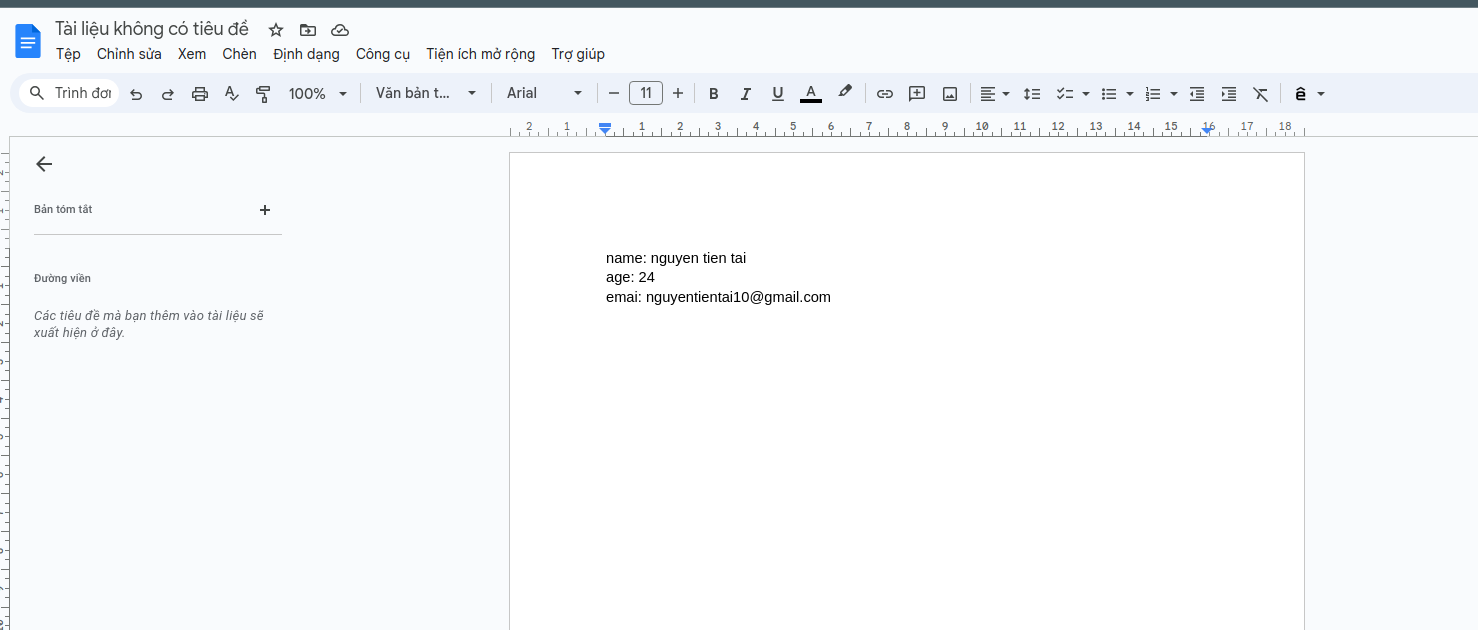 Tài liệu không có tiêu đề
Tệp Chỉnh sửa Xem Chèn Định dạng Công cụ Tiện ích mở rộng Trợ giúp
Trình đơn 100% Văn bản t... Arial 11 B I U A ê
2 1 1 2 3 4 5 6 7 8 9 10 11 12 13 14 15 16 17 18
Bản tóm tắt
Đường viền
Các tiêu đề mà bạn thêm vào tài liệu sẽ
xuất hiện ở đây.
name: nguyen tien tai
age: 24
emai: nguyentientai10@gmail.com